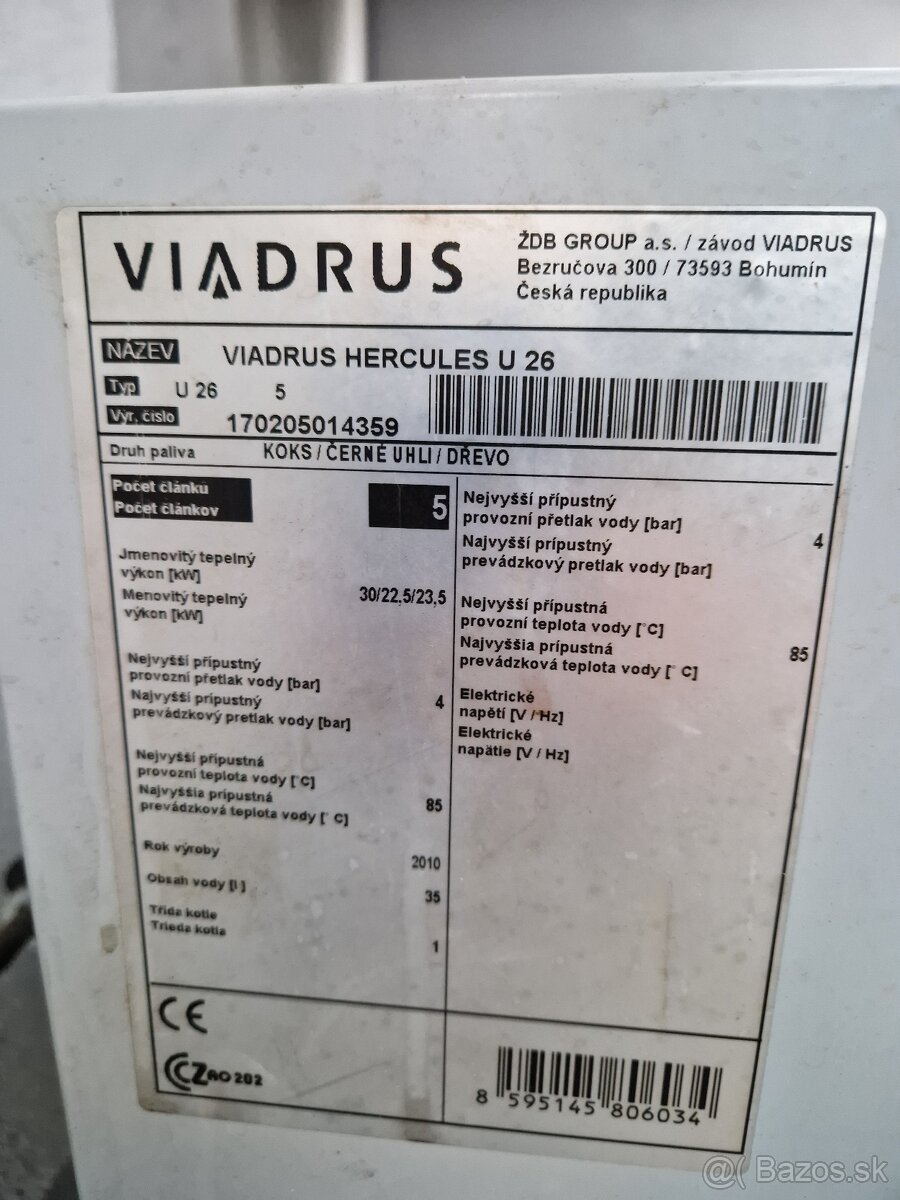 VIADRUS
ŽDB GROUP a.s. / závod VIADRUS
Bezručova 300 / 73593 Bohumín
Česká republika
NÁZEV VIADRUS HERCULES U 26
Typ U 26 5
Výr. číslo 170205014359
Druh paliva KOKS / ČERNÉ UHLI / DŘEVO
Počet článků
Počet článkov 5
Jmenovitý tepelný
výkon [kW]
Menovitý tepelný
výkon [kW] 30/22,5/23,5
Nejvyšší přípustný
provozní přetlak vody [bar]
Najvyšší prípustný
prevádzkový pretlak vody [bar] 4
Nejvyšší přípustná
provozní teplota vody [°C]
Najvyššia prípustná
prevádzková teplota vody [° C] 85
Rok výroby 2010
Obsah vody [l] 35
Třída kotle
Trieda kotla 1
Nejvyšší přípustný
provozní přetlak vody [bar]
Najvyšší prípustný
prevádzkový pretlak vody [bar] 4
Nejvyšší přípustná
provozní teplota vody [°C]
Najvyššia prípustná
prevádzková teplota vody [° C] 85
Elektrické
napětí [V / Hz]
Elektrické
napätie [V / Hz]
CE
CCZ AO 202
8 595145 806034
@ Bazos.sk